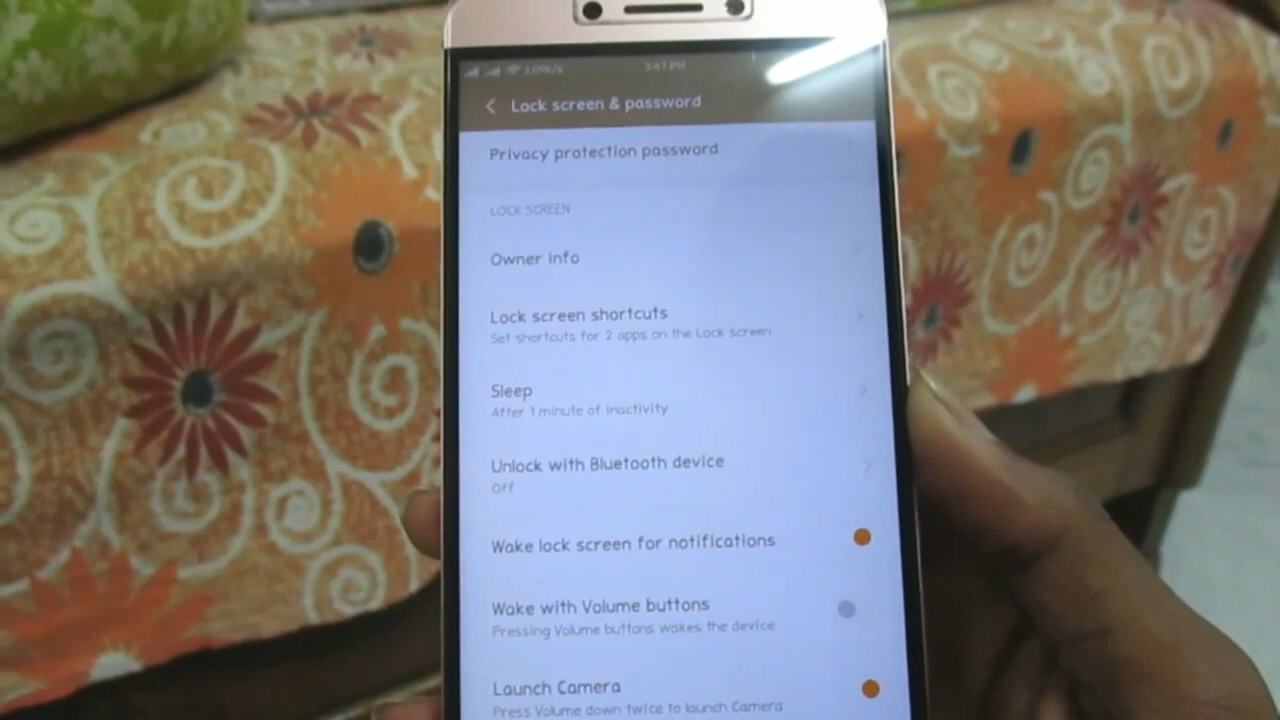 Lock screen & password
Privacy protection password
LOCK SCREEN
Owner info
Lock screen shortcuts
Set shortcuts for 2 apps on the Lock screen
Sleep
After 1 minute of inactivity
Unlock with Bluetooth device
Off
Wake lock screen for notifications
Wake with Volume buttons
Pressing Volume buttons wakes the device
Launch Camera
Press Volume down twice to launch Camera